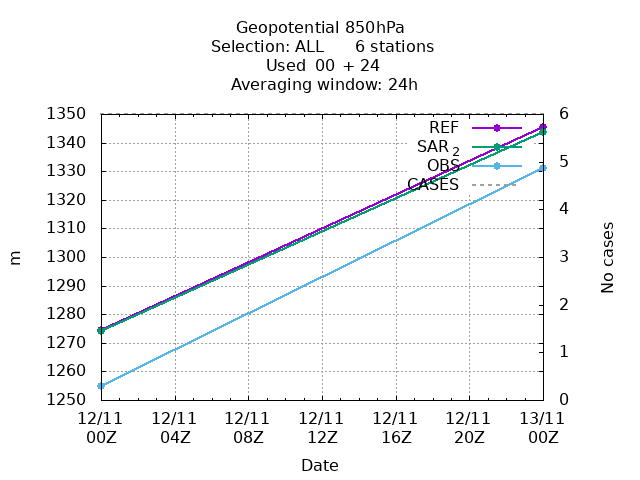 Geopotential 850hPa
Selection: ALL      6 stations
Used  00  + 24
Averaging window: 24h
1350
1340
1330
1320
1310
1300
1290
1280
1270
1260
1250
m
6
5
4
3
2
1
0
No cases
REF
SAR 2
OBS
CASES
12/11 12/11 12/11 12/11 12/11 12/11 13/11
00Z 04Z 08Z 12Z 16Z 20Z 00Z
Date